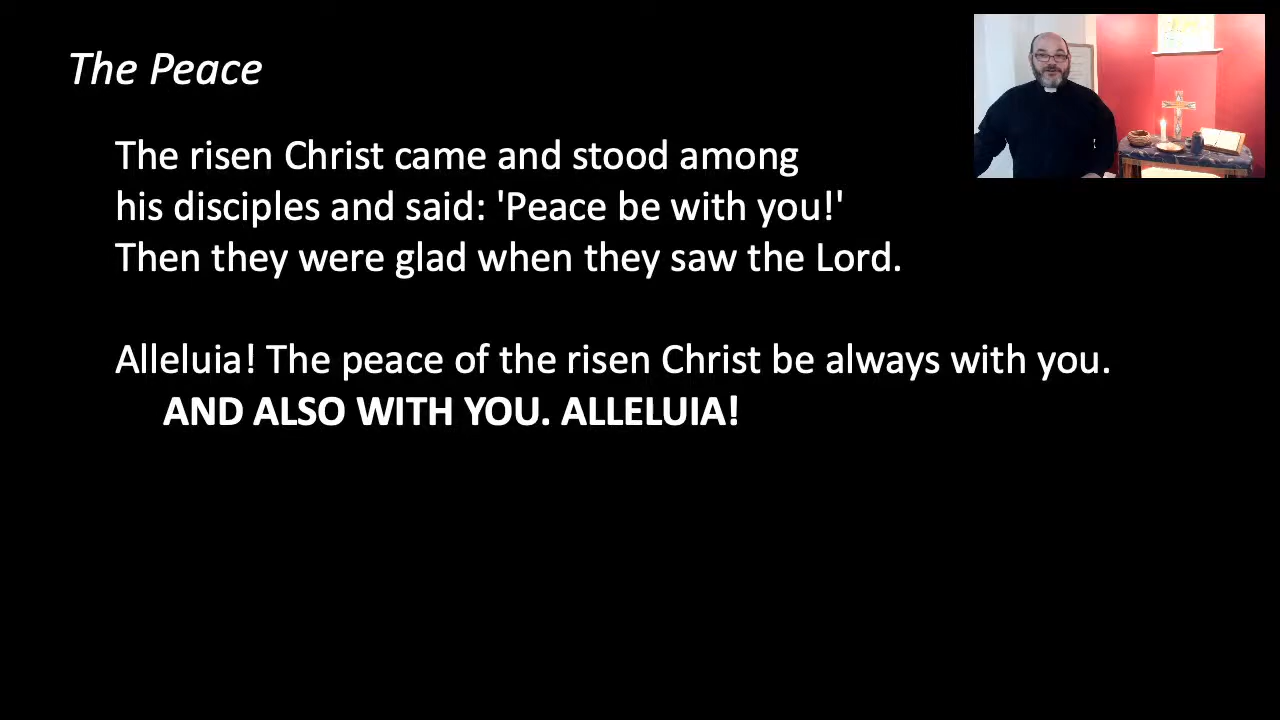 The Peace
The risen Christ came and stood among
his disciples and said: 'Peace be with you!'
Then they were glad when they saw the Lord.
Alleluia! The peace of the risen Christ be always with you.
AND ALSO WITH YOU. ALLELUIA!